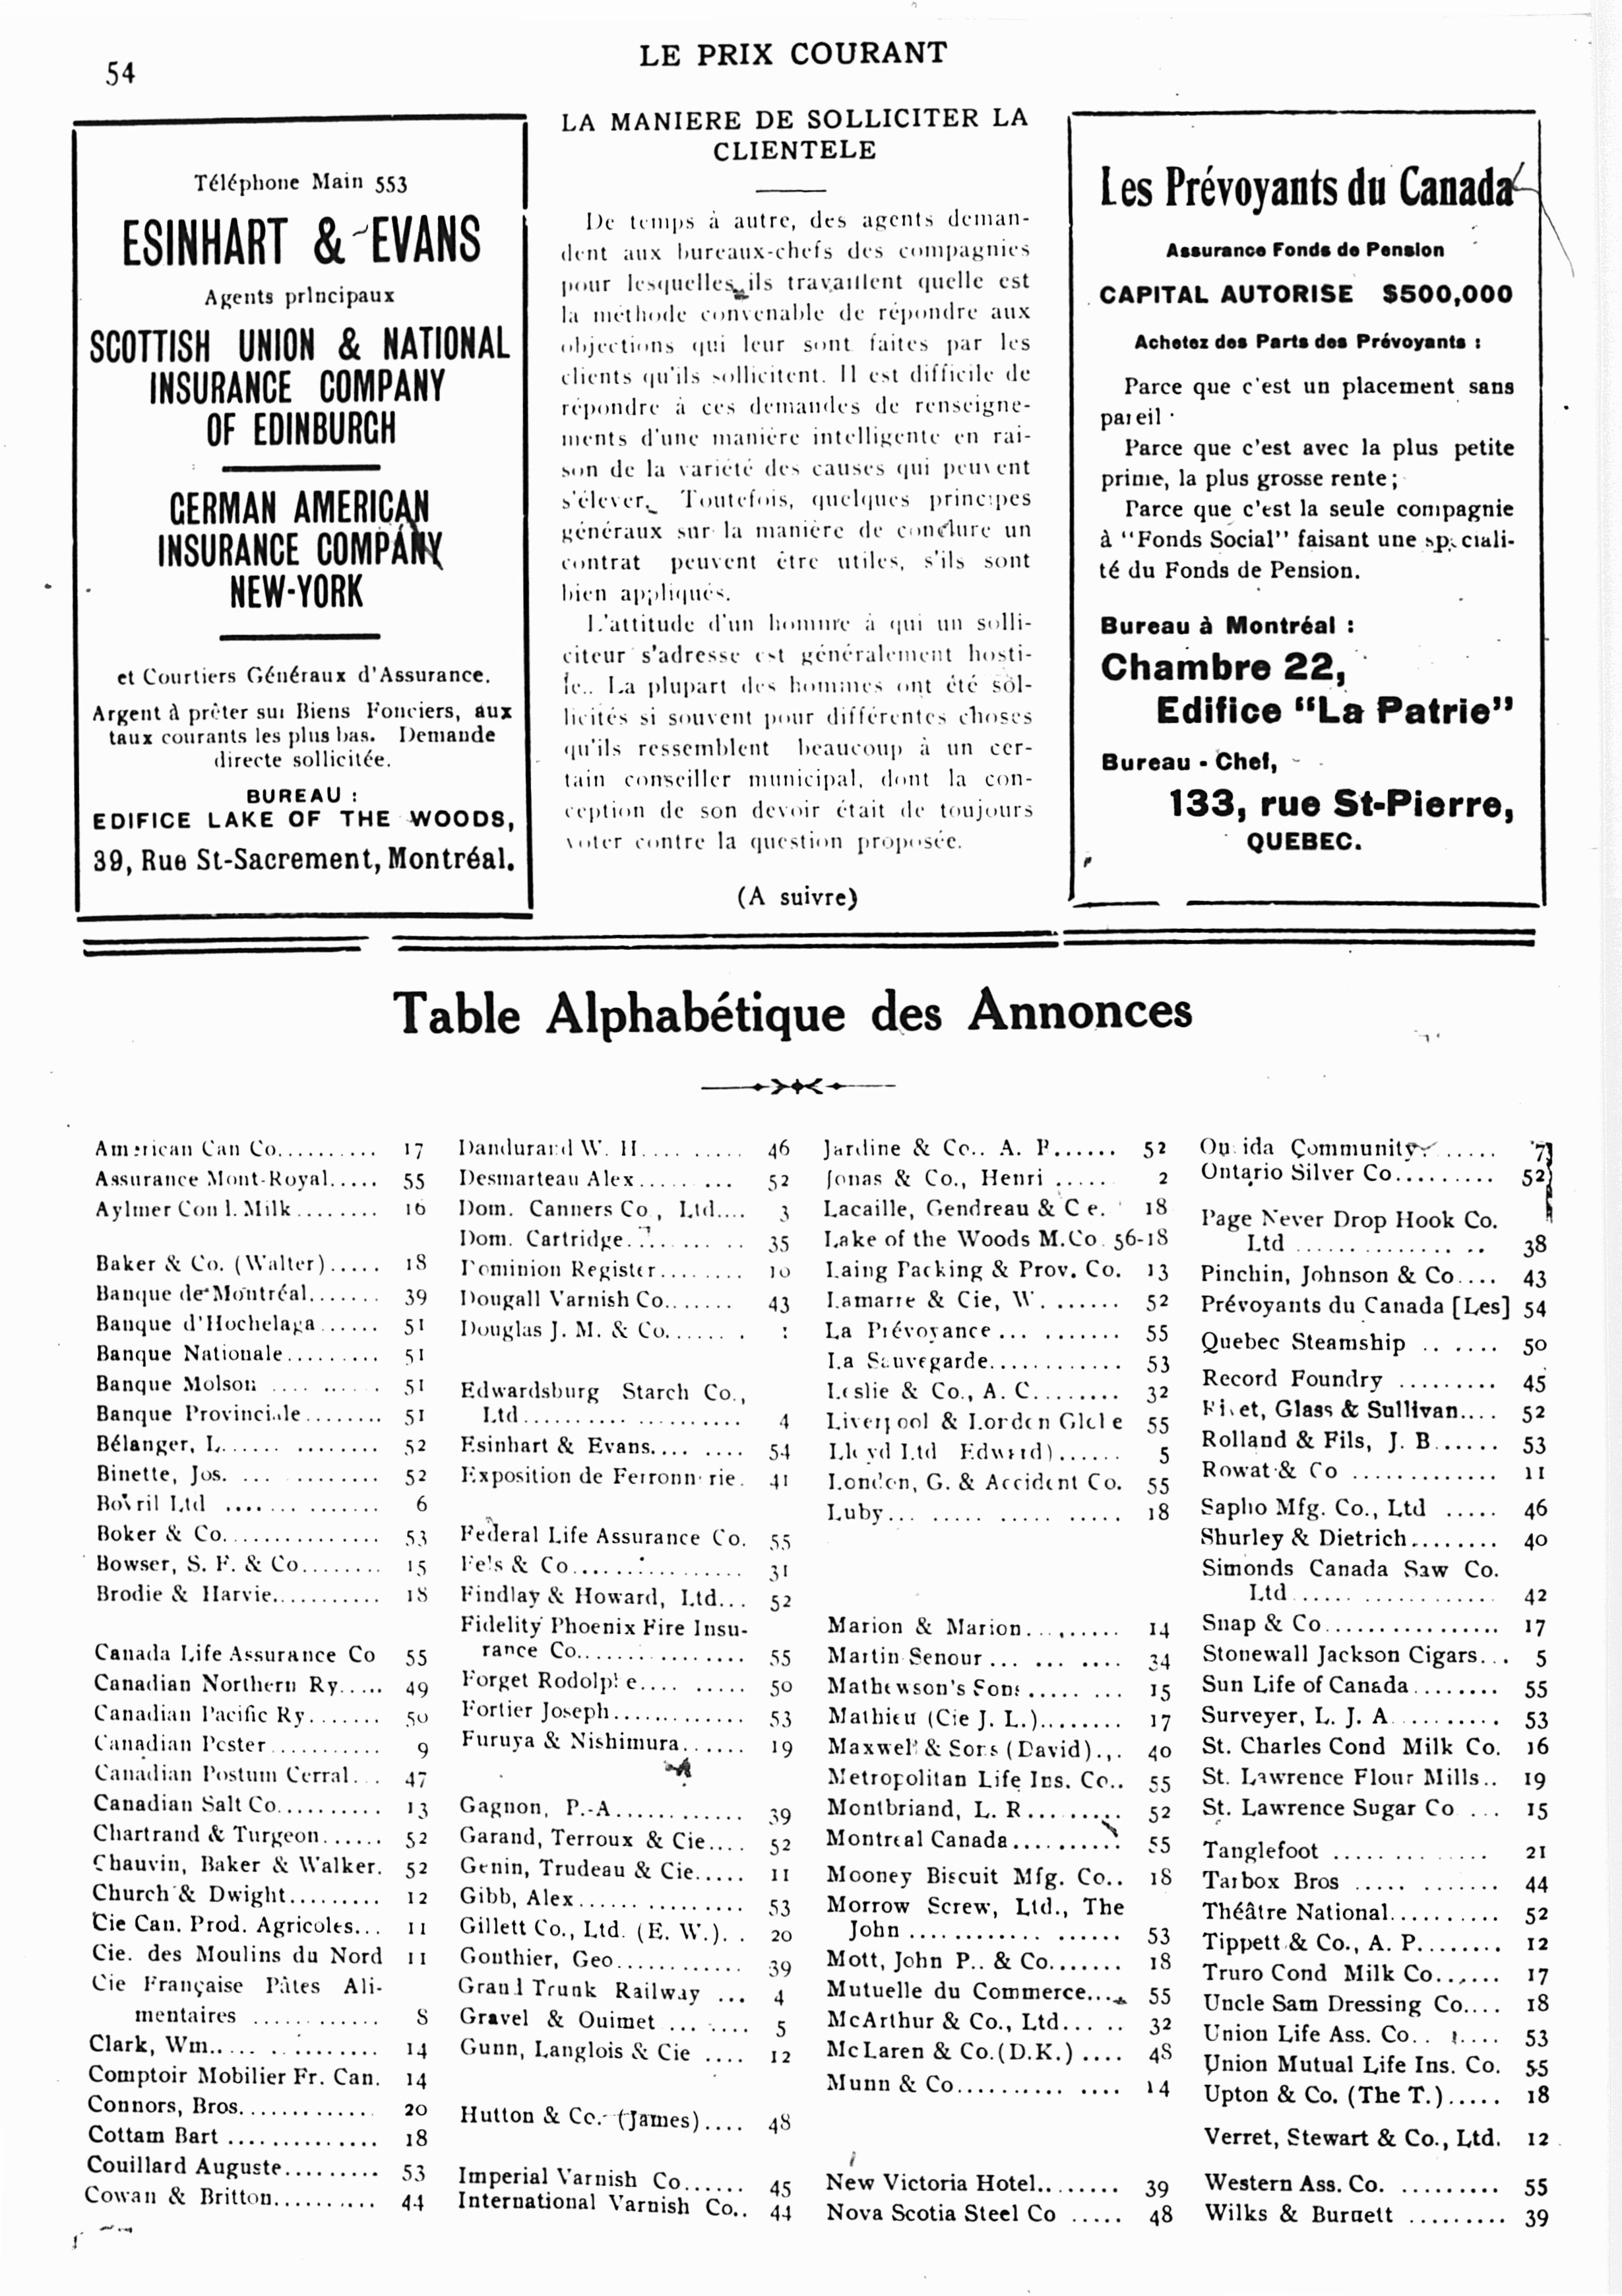 54
LE PRIX COURANT
Téléphone Main 553
ESINHART & EVANS
Agents principaux
SCOTTISH UNION & NATIONAL
INSURANCE COMPANY
OF EDINBURGH
GERMAN AMERICAN
INSURANCE COMPANY
NEW-YORK
et Courtiers Généraux d'Assurance.
Argent à prêter sur Biens Fonciers, aux
taux courants les plus bas. Demande
directe sollicitée.
BUREAU :
EDIFICE LAKE OF THE WOODS,
39, Rue St-Sacrement, Montréal.
LA MANIERE DE SOLLICITER LA
CLIENTELE
De temps à autre, des agents deman-
dent aux bureaux-chefs des compagnies
pour lesquelles ils travaillent quelle est
la méthode convenable de répondre aux
objections qui leur sont faites par les
clients qu'ils sollicitent. Il est difficile de
répondre à ces demandes de renseigne-
ments d'une manière intelligente en rai-
son de la variété des causes qui peuvent
s'élever. Toutefois, quelques principes
généraux sur la manière de conclure un
contrat peuvent être utiles, s'ils sont
bien appliqués.
L'attitude d'un homme à qui un solli-
citeur s'adresse est généralement hosti-
le.. La plupart des hommes ont été sol-
licités si souvent pour différentes choses
qu'ils ressemblent beaucoup à un cer-
tain conseiller municipal, dont la con-
ception de son devoir était de toujours
voter contre la question proposée.
(A suivre)
Les Prévoyants du Canada
Assurance Fonds de Pension
CAPITAL AUTORISE $500,000
Achetez des Parts des Prévoyants :
Parce que c'est un placement sans
pareil
Parce que c'est avec la plus petite
prime, la plus grosse rente;
Parce que c'est la seule compagnie
à "Fonds Social" faisant une spéciali-
té du Fonds de Pension.
Bureau à Montréal :
Chambre 22,
Edifice "La Patrie"
Bureau - Chef,
133, rue St-Pierre,
QUEBEC.
Table Alphabétique des Annonces
American Can Co.......... 17
Assurance Mont-Royal..... 55
Aylmer Con l. Milk ........ 16
Baker & Co. (Walter) ..... 18
Banque de Montréal....... 39
Banque d'Hochelaga ...... 51
Banque Nationale......... 51
Banque Molson .......... 51
Banque Provinciale........ 51
Bélanger, L............... 52
Binette, Jos. ............ 52
Bovril Ltd ........... 6
Boker & Co............... 53
Bowser, S. F. & Co........ 15
Brodie & Harvie........... 18
Canada Life Assurance Co 55
Canadian Northern Ry..... 49
Canadian Pacific Ry....... 50
Canadian Pester ........... 9
Canadian Postum Cerral... 47
Canadian Salt Co.......... 13
Chartrand & Turgeon...... 52
Chauvin, Baker & Walker. 52
Church & Dwight......... 12
Cie Can. Prod. Agricoles... 11
Cie. des Moulins du Nord 11
Cie Française Pâtes Ali-
mentaires ............ 8
Clark, Wm............... 14
Comptoir Mobilier Fr. Can. 14
Connors, Bros............. 20
Cottam Bart .............. 18
Couillard Auguste......... 53
Cowan & Britton.......... 44
Dandurand W. H.......... 46
Desmarteau Alex......... 52
Dom. Canners Co , Ltd.... 3
Dom. Cartridge......... 35
Dominion Register........ 10
Dougall Varnish Co....... 43
Douglas J. M. & Co.......
Edwardsburg Starch Co.,
Ltd.................... 4
Esinhart & Evans......... 54
Exposition de Ferronnerie. 41
Federal Life Assurance Co. 55
Fels & Co................ 31
Findlay & Howard, Ltd... 52
Fidelity Phoenix Fire Insu-
rance Co................ 55
Forget Rodolphe......... 50
Fortier Joseph............. 53
Furuya & Nishimura...... 19
Gagnon, P.-A............ 39
Garand, Terroux & Cie.... 52
Genin, Trudeau & Cie..... 11
Gibb, Alex................ 53
Gillett Co., Ltd. (E. W.).. . 20
Gonthier, Geo............ 39
Grand Trunk Railway ... 4
Gravel & Ouimet ....... 5
Gunn, Langlois & Cie .... 12
Hutton & Co. (James).... 48
Imperial Varnish Co...... 45
International Varnish Co.. 44
Jardine & Co.. A. P...... 52
Jonas & Co., Henri ..... 2
Lacaille, Gendreau & C e. 18
Lake of the Woods M.Co. 56-18
Laing Packing & Prov. Co. 13
Lamarre & Cie, W. ...... 52
La Prévoyance ... ....... 55
La Sauvegarde............ 53
Leslie & Co., A. C........ 32
Liverpool & London Globe 55
Lloyd Ltd Edward)...... 5
London, G. & Accident Co. 55
Luby... ..... ..... ..... 18
Marion & Marion......... 14
Martin Senour ... ... .... 34
Mathewson's Sons ..... ... 15
Mathieu (Cie J. L.)........ 17
Maxwell & Sons (David)... 40
Metropolitan Life Ins. Co.. 55
Montbriand, L. R ......... 52
Montreal Canada .......... 55
Mooney Biscuit Mfg. Co.. 18
Morrow Screw, Ltd., The
John .................. 53
Mott, John P.. & Co....... 18
Mutuelle du Commerce.... 55
McArthur & Co., Ltd... .. 32
McLaren & Co.(D.K.) .... 48
Munn & Co.......... .... 14
New Victoria Hotel........ 39
Nova Scotia Steel Co ..... 48
Oneida Community...... 7
Ontario Silver Co......... 52
Page Never Drop Hook Co.
Ltd .............. .. 38
Pinchin, Johnson & Co.... 43
Prévoyants du Canada [Les] 54
Quebec Steamship .. .... 50
Record Foundry ......... 45
Rivet, Glass & Sullivan.... 52
Rolland & Fils, J. B...... 53
Rowat & Co ............. 11
Sapho Mfg. Co., Ltd ..... 46
Shurley & Dietrich........ 40
Simonds Canada Saw Co.
Ltd.................... 42
Snap & Co................ 17
Stonewall Jackson Cigars... 5
Sun Life of Canada........ 55
Surveyer, L. J. A.......... 53
St. Charles Cond Milk Co. 16
St. Lawrence Flour Mills.. 19
St. Lawrence Sugar Co ... 15
Tanglefoot .............. 21
Tarbox Bros ..... ....... 44
Théâtre National.......... 52
Tippett & Co., A. P........ 12
Truro Cond Milk Co...... 17
Uncle Sam Dressing Co.... 18
Union Life Ass. Co.. .... 53
Union Mutual Life Ins. Co. 55
Upton & Co. (The T.)..... 18
Verret, Stewart & Co., Ltd. 12
Western Ass. Co. ......... 55
Wilks & Burnett ......... 39